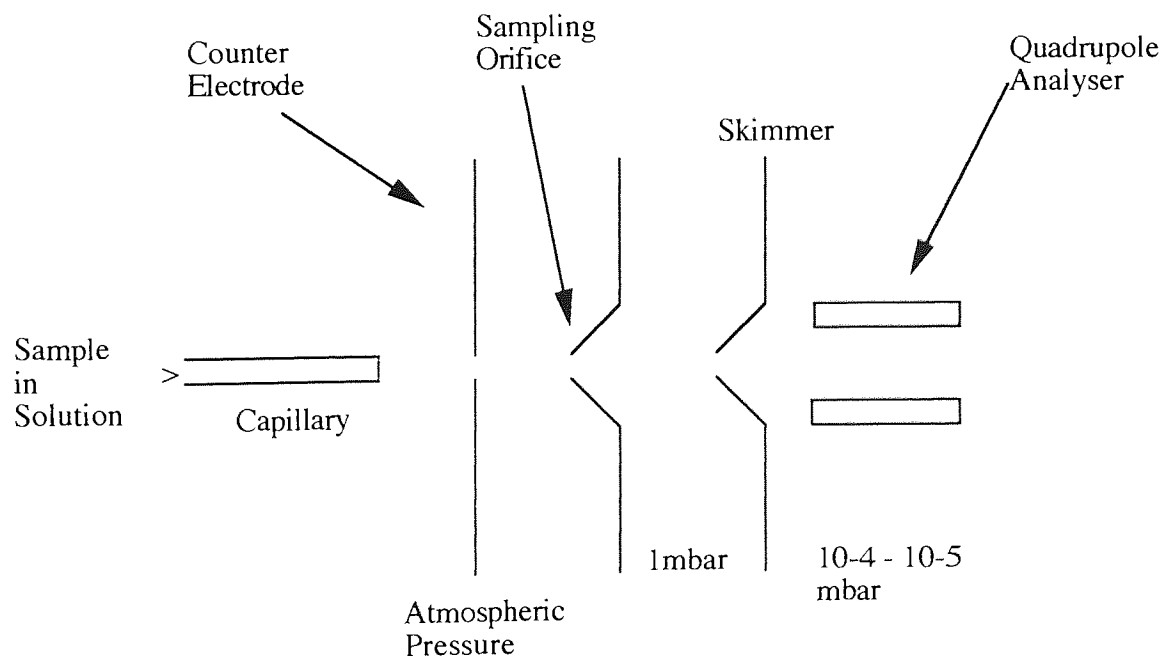 Sampling
Orifice
Counter
Electrode
Quadrupole
Analyser
Skimmer
Sample
in
Solution
>
Capillary
1mbar
10-4 - 10-5
mbar
Atmospheric
Pressure